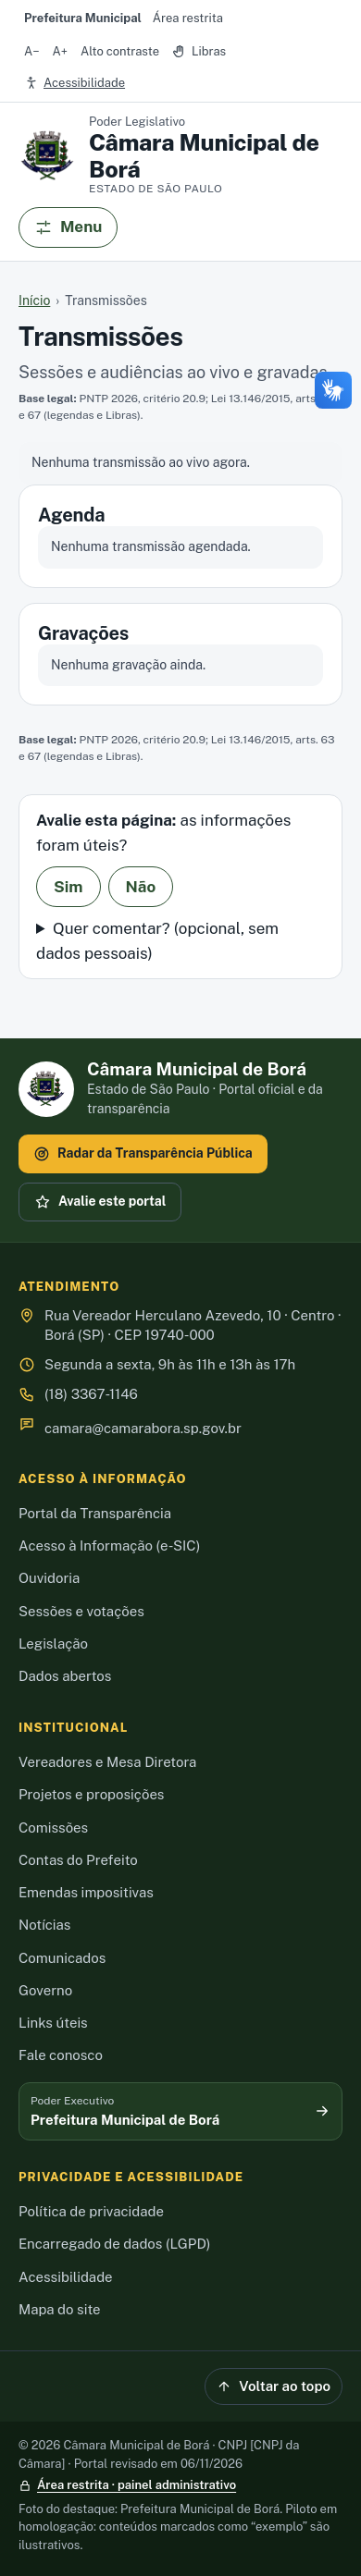 Prefeitura Municipal Área restrita
A− A+ Alto contraste Libras
Acessibilidade
Poder Legislativo
Câmara Municipal de
Borá
ESTADO DE SÃO PAULO
Menu
Início › Transmissões
Transmissões
Sessões e audiências ao vivo e gravadas
Base legal: PNTP 2026, critério 20.9; Lei 13.146/2015, arts.
e 67 (legendas e Libras).
Nenhuma transmissão ao vivo agora.
Agenda
Nenhuma transmissão agendada.
Gravações
Nenhuma gravação ainda.
Base legal: PNTP 2026, critério 20.9; Lei 13.146/2015, arts. 63
e 67 (legendas e Libras).
Avalie esta página: as informações
foram úteis?
Sim Não
Quer comentar? (opcional, sem
dados pessoais)
Câmara Municipal de Borá
Estado de São Paulo · Portal oficial e da
transparência
Radar da Transparência Pública
Avalie este portal
ATENDIMENTO
Rua Vereador Herculano Azevedo, 10 · Centro ·
Borá (SP) · CEP 19740-000
Segunda a sexta, 9h às 11h e 13h às 17h
(18) 3367-1146
camara@camarabora.sp.gov.br
ACESSO À INFORMAÇÃO
Portal da Transparência
Acesso à Informação (e-SIC)
Ouvidoria
Sessões e votações
Legislação
Dados abertos
INSTITUCIONAL
Vereadores e Mesa Diretora
Projetos e proposições
Comissões
Contas do Prefeito
Emendas impositivas
Notícias
Comunicados
Governo
Links úteis
Fale conosco
Poder Executivo
Prefeitura Municipal de Borá
PRIVACIDADE E ACESSIBILIDADE
Política de privacidade
Encarregado de dados (LGPD)
Acessibilidade
Mapa do site
Voltar ao topo
© 2026 Câmara Municipal de Borá · CNPJ [CNPJ da
Câmara] · Portal revisado em 06/11/2026
Área restrita · painel administrativo
Foto do destaque: Prefeitura Municipal de Borá. Piloto em
homologação: conteúdos marcados como “exemplo” são
ilustrativos.